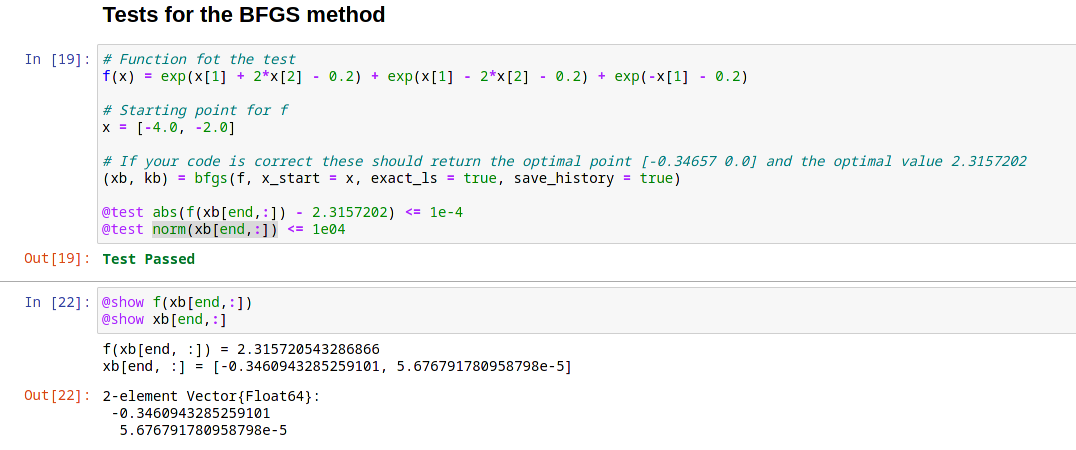 Tests for the BFGS method
In [19]: # Function fot the test
f(x) = exp(x[1] + 2*x[2] - 0.2) + exp(x[1] - 2*x[2] - 0.2) + exp(-x[1] - 0.2)
# Starting point for f
x = [-4.0, -2.0]
# If your code is correct these should return the optimal point [-0.34657 0.0] and the optimal value 2.3157202
(xb, kb) = bfgs(f, x_start = x, exact_ls = true, save_history = true)
@test abs(f(xb[end,:]) - 2.3157202) <= 1e-4
@test norm(xb[end,:]) <= 1e04
Out[19]: Test Passed
In [22]: @show f(xb[end,:])
@show xb[end,:]
f(xb[end, :]) = 2.315720543286866
xb[end, :] = [-0.3460943285259101, 5.676791780958798e-5]
Out[22]: 2-element Vector{Float64}:
-0.3460943285259101
5.676791780958798e-5